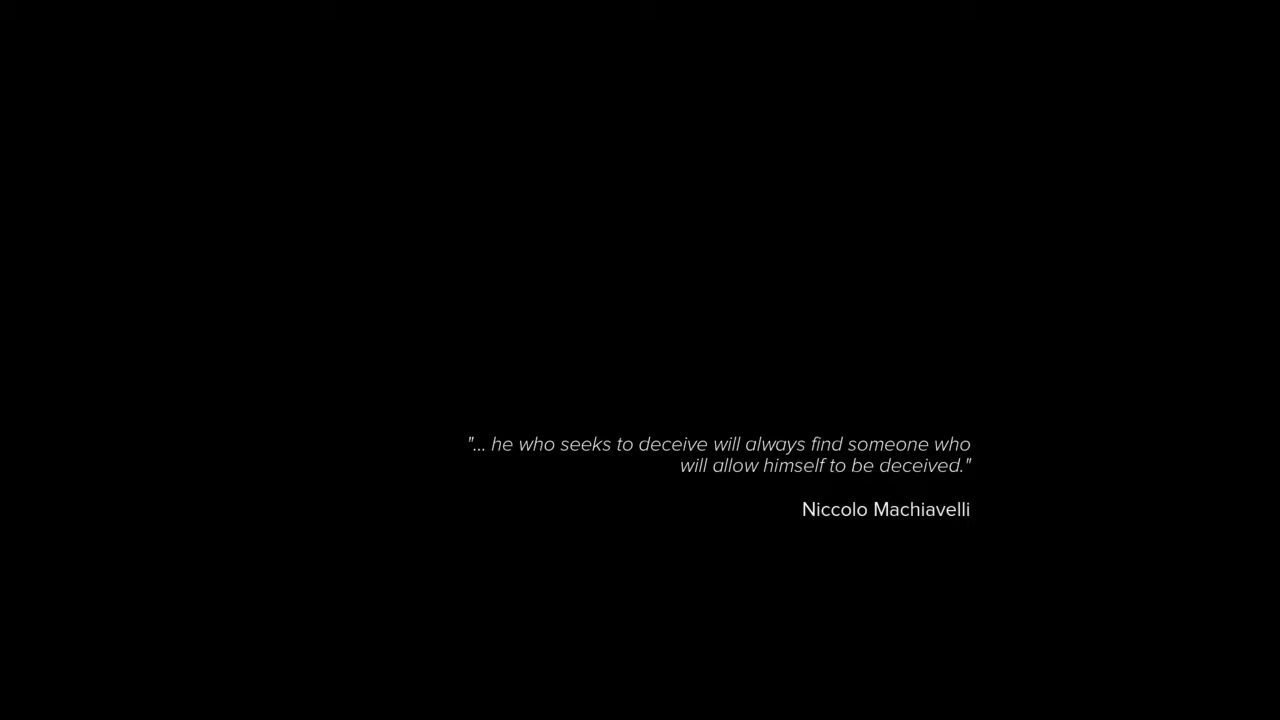 "... he who seeks to deceive will always find someone who
will allow himself to be deceived."
Niccolo Machiavelli